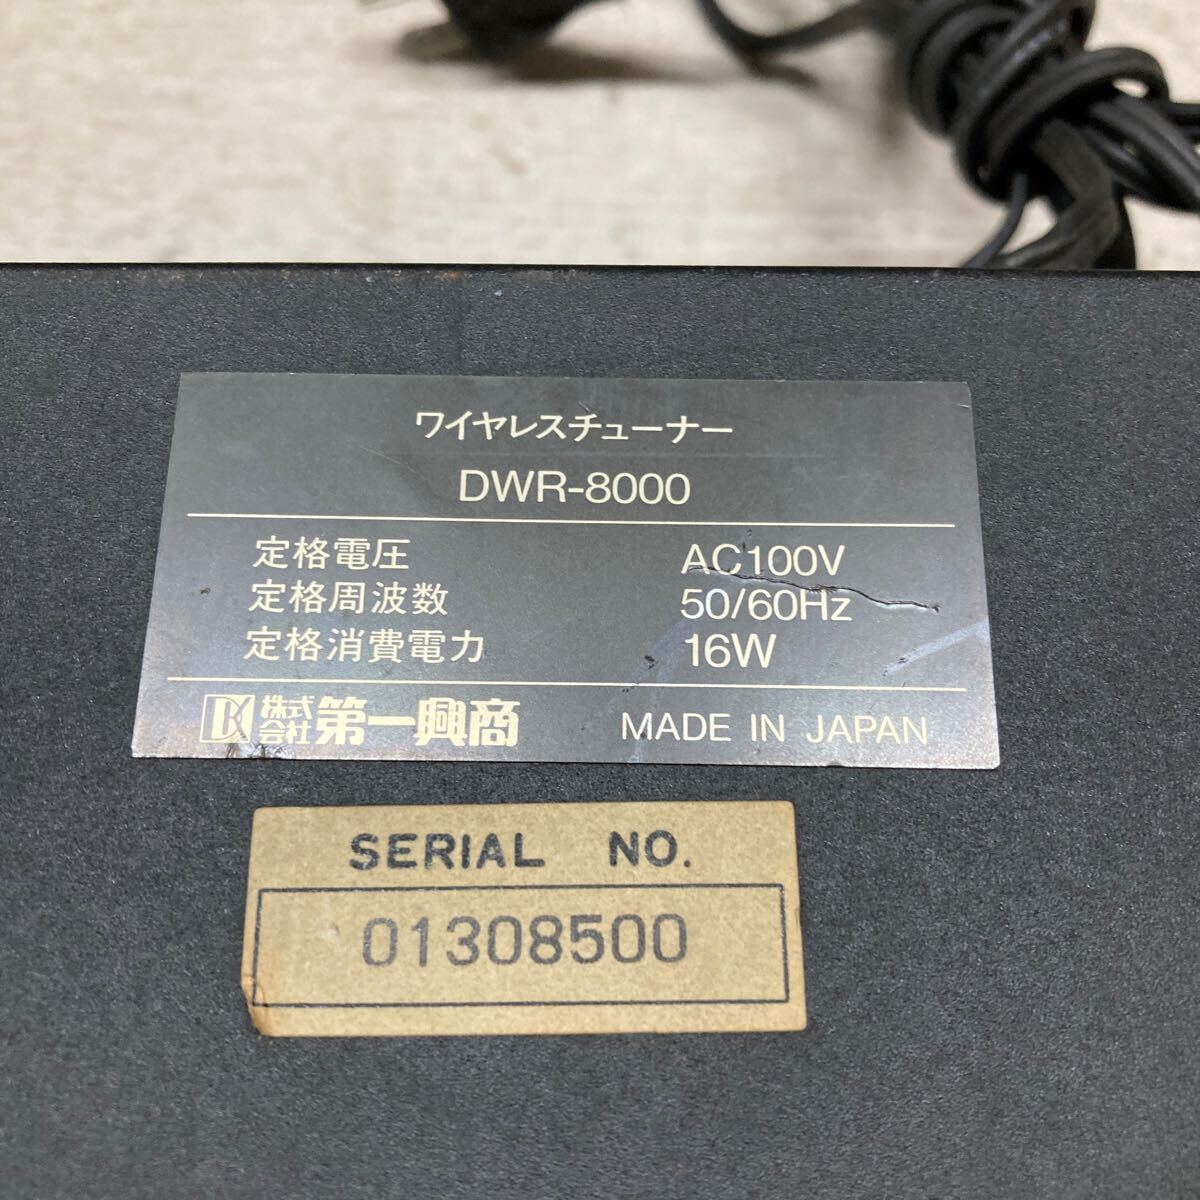 ワイヤレスチューナー
DWR-8000
定格電圧 AC100V
定格周波数 50/60Hz
定格消費電力 16W
DK 株式会社 第一興商 MADE IN JAPAN
SERIAL NO.
01308500